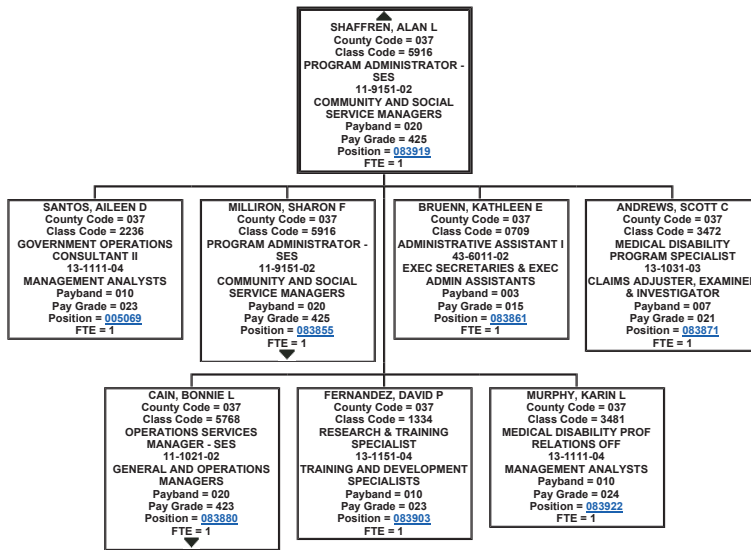 SHAFFREN, ALAN L
County Code = 037
Class Code = 5916
PROGRAM ADMINISTRATOR -
SES
11-9151-02
COMMUNITY AND SOCIAL
SERVICE MANAGERS
Payband = 020
Pay Grade = 425
Position = 083919
FTE = 1
SANTOS, AILEEN D
County Code = 037
Class Code = 2236
GOVERNMENT OPERATIONS
CONSULTANT II
13-1111-04
MANAGEMENT ANALYSTS
Payband = 010
Pay Grade = 023
Position = 005069
FTE = 1
MILLIRON, SHARON F
County Code = 037
Class Code = 5916
PROGRAM ADMINISTRATOR -
SES
11-9151-02
COMMUNITY AND SOCIAL
SERVICE MANAGERS
Payband = 020
Pay Grade = 425
Position = 083855
FTE = 1
BRUENN, KATHLEEN E
County Code = 037
Class Code = 0709
ADMINISTRATIVE ASSISTANT I
43-6011-02
EXEC SECRETARIES & EXEC
ADMIN ASSISTANTS
Payband = 003
Pay Grade = 015
Position = 083861
FTE = 1
ANDREWS, SCOTT C
County Code = 037
Class Code = 3472
MEDICAL DISABILITY
PROGRAM SPECIALIST
13-1031-03
CLAIMS ADJUSTER, EXAMINE
& INVESTIGATOR
Payband = 007
Pay Grade = 021
Position = 083871
FTE = 1
CAIN, BONNIE L
County Code = 037
Class Code = 5768
OPERATIONS SERVICES
MANAGER - SES
11-1021-02
GENERAL AND OPERATIONS
MANAGERS
Payband = 020
Pay Grade = 423
Position = 083880
FTE = 1
FERNANDEZ, DAVID P
County Code = 037
Class Code = 1334
RESEARCH & TRAINING
SPECIALIST
13-1151-04
TRAINING AND DEVELOPMENT
SPECIALISTS
Payband = 010
Pay Grade = 023
Position = 083903
FTE = 1
MURPHY, KARIN L
County Code = 037
Class Code = 3481
MEDICAL DISABILITY PROF
RELATIONS OFF
13-1111-04
MANAGEMENT ANALYSTS
Payband = 010
Pay Grade = 024
Position = 083922
FTE = 1